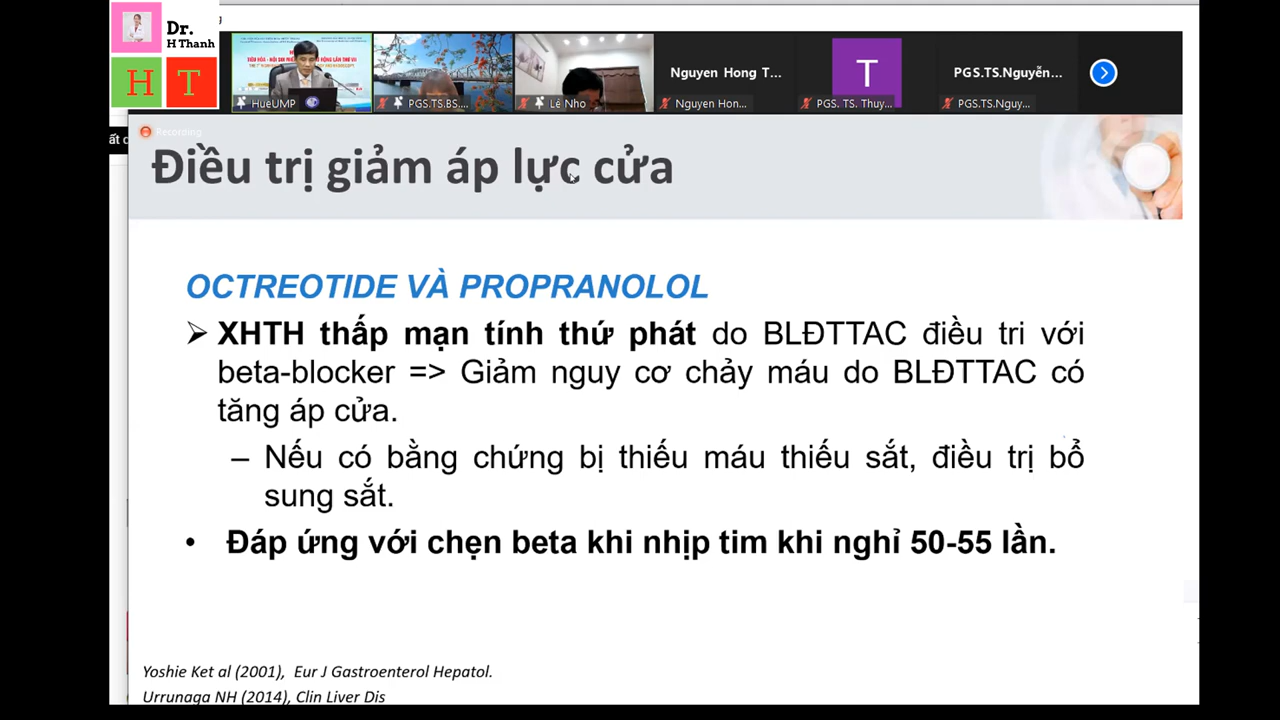 Dr.
H Thanh
H T
HueUMP
PGS.TS.BS....
Lê Nho
Nguyen Hong T...
Nguyen Hon...
T
PGS. TS. Thuy...
PGS.TS.Nguyễn...
PGS.TS.Nguy...
Recording
Điều trị giảm áp lực cửa
OCTREOTIDE VÀ PROPRANOLOL
➢ XHTH thấp mạn tính thứ phát do BLĐTTAC điều tri với
beta-blocker => Giảm nguy cơ chảy máu do BLĐTTAC có
tăng áp cửa.
– Nếu có bằng chứng bị thiếu máu thiếu sắt, điều trị bổ
sung sắt.
• Đáp ứng với chẹn beta khi nhịp tim khi nghỉ 50-55 lần.
Yoshie Ket al (2001), Eur J Gastroenterol Hepatol.
Urrunaga NH (2014), Clin Liver Dis